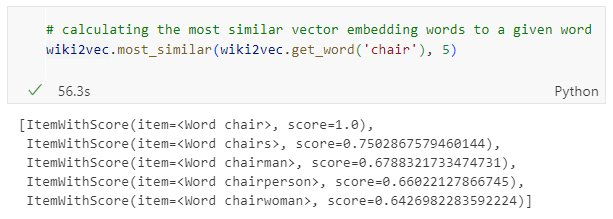 # calculating the most similar vector embedding words to a given word
wiki2vec.most_similar(wiki2vec.get_word('chair'), 5)
✓ 56.3s Python
[ItemWithScore(item=<Word chair>, score=1.0),
ItemWithScore(item=<Word chairs>, score=0.7502867579460144),
ItemWithScore(item=<Word chairman>, score=0.6788321733474731),
ItemWithScore(item=<Word chairperson>, score=0.66022127866745),
ItemWithScore(item=<Word chairwoman>, score=0.6426982283592224)]